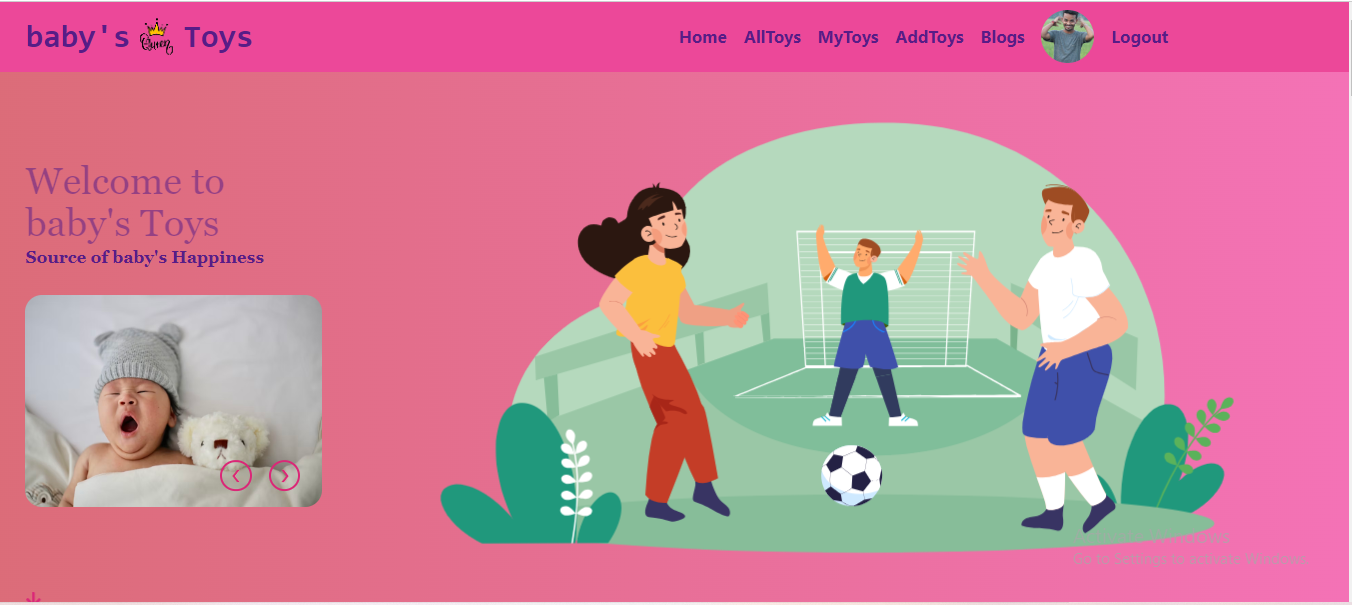 baby's Queen Toys
Home AllToys MyToys AddToys Blogs Logout
Welcome to
baby's Toys
Source of baby's Happiness
Windows
Go to Settings to activate Windows.